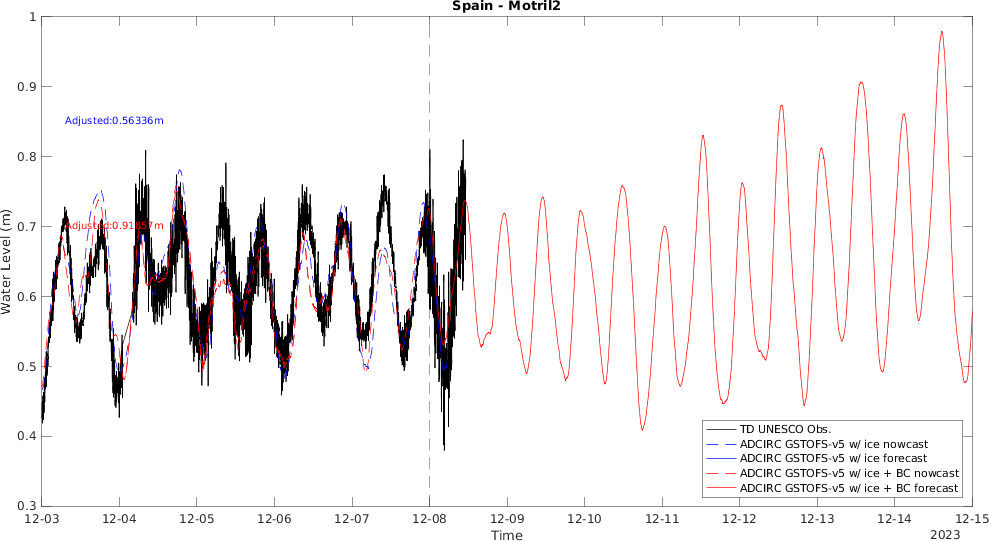 Spain - Motril2
1
0.9
0.8
0.7
0.6
0.5
0.4
0.3
Water Level (m)
Adjusted:0.56336m
TD UNESCO Obs.
ADCIRC GSTOFS-v5 w/ ice nowcast
ADCIRC GSTOFS-v5 w/ ice forecast
ADCIRC GSTOFS-v5 w/ ice + BC nowcast
ADCIRC GSTOFS-v5 w/ ice + BC forecast
12-03 12-04 12-05 12-06 12-07 12-08 12-09 12-10 12-11 12-12 12-13 12-14 12-15
Time
2023